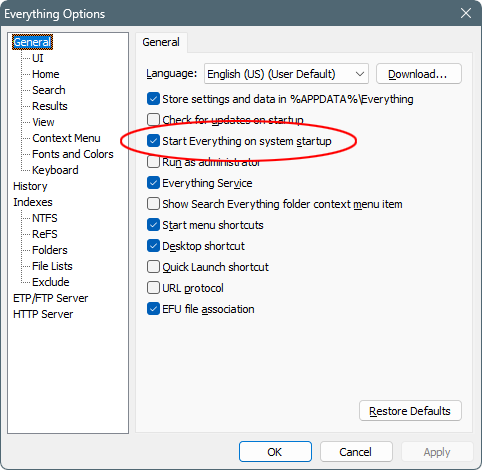 Everything Options
General
UI
Home
Search
Results
View
Context Menu
Fonts and Colors
Keyboard
History
Indexes
NTFS
ReFS
Folders
File Lists
Exclude
ETP/FTP Server
HTTP Server
General
Language: English (US) (User Default) Download...
Store settings and data in %APPDATA%\Everything
Check for updates on startup
Start Everything on system startup
Run as administrator
Everything Service
Show Search Everything folder context menu item
Start menu shortcuts
Desktop shortcut
Quick Launch shortcut
URL protocol
EFU file association
Restore Defaults
OK Cancel Apply